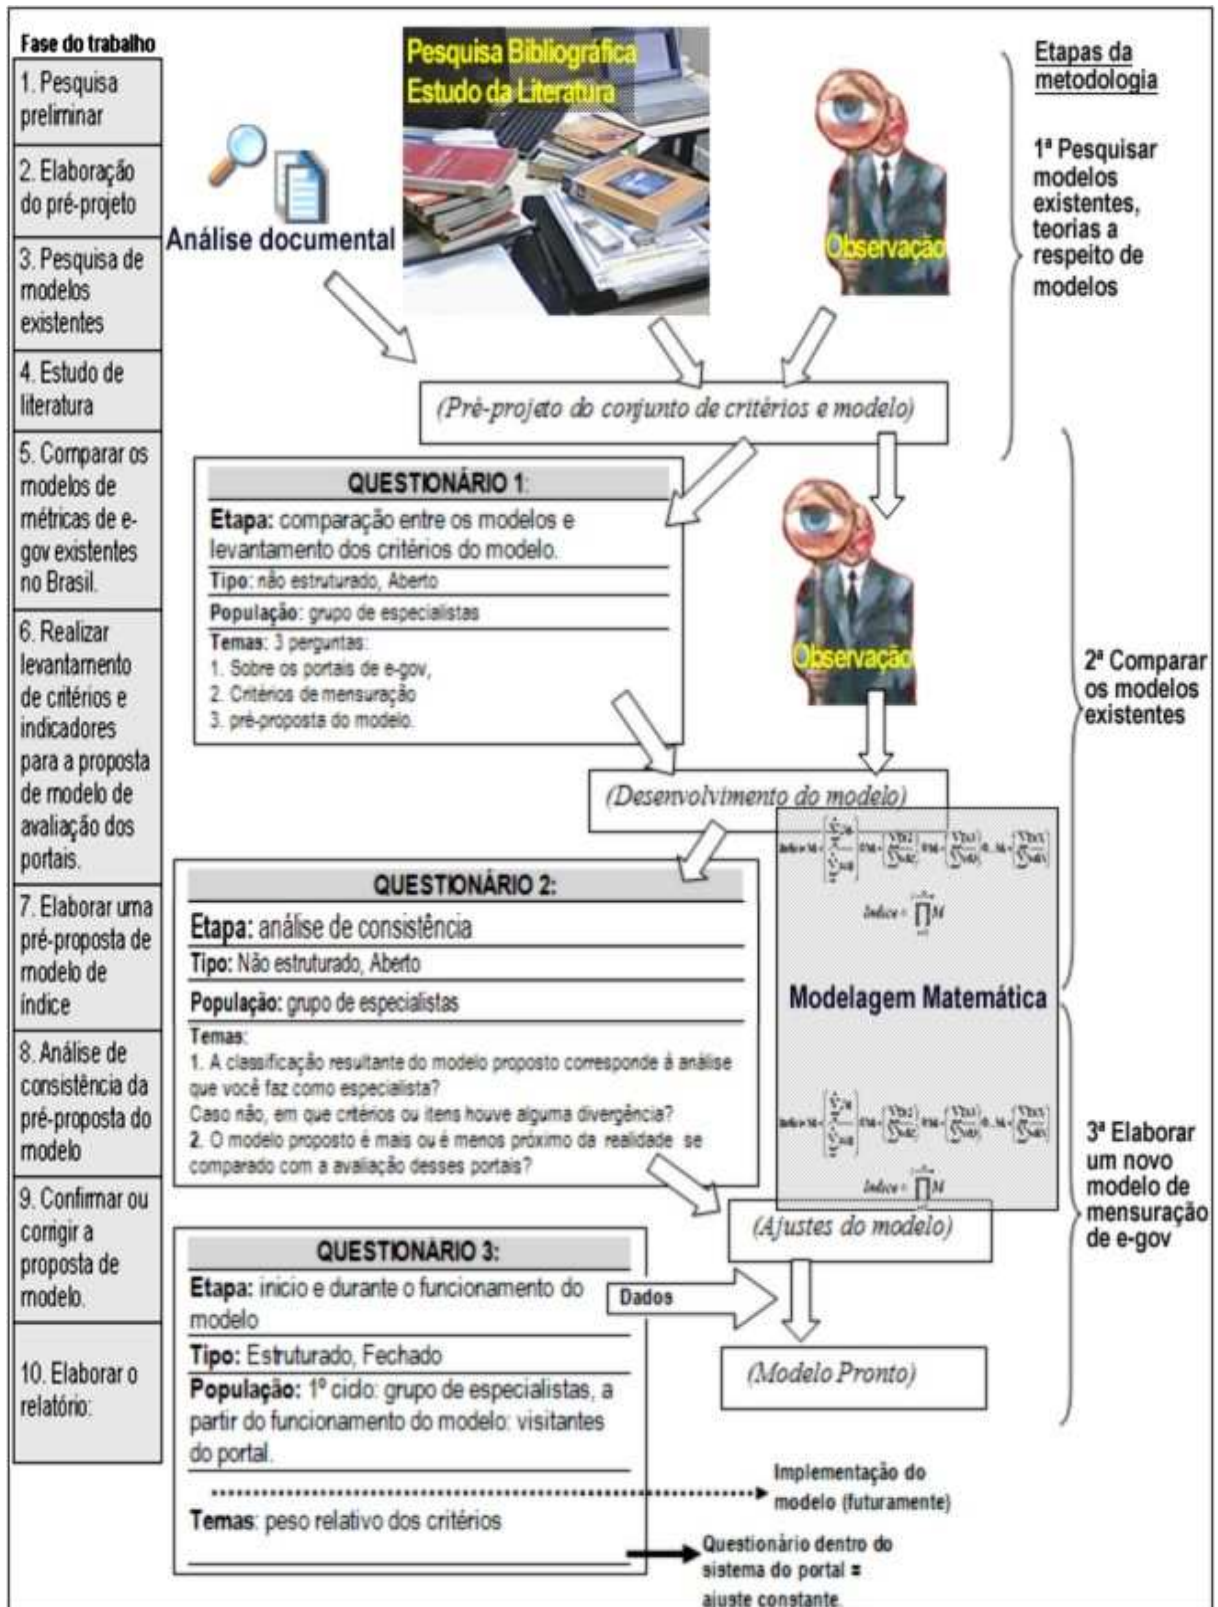 Fase do trabalho
1. Pesquisa
preliminar
2. Elaboração
do pré-projeto
3. Pesquisa de
modelos
existentes
4. Estudo de
literatura
5. Comparar os
modelos de
métricas de e-
gov existentes
no Brasil.
6. Realizar
levantamento
de critérios e
indicadores
para a proposta
de modelo de
avaliação dos
portais.
7. Elaborar uma
pré-proposta de
modelo de
índice
8. Análise de
consistência da
pré-proposta do
modelo
9. Confirmar ou
corrigir a
proposta de
modelo.
10. Elaborar o
relatório:
Análise documental
Pesquisa Bibliográfica
Estudo da Literatura
Observação
(Pré-projeto do conjunto de critérios e modelo)
QUESTIONÁRIO 1:
Etapa: comparação entre os modelos e
levantamento dos critérios do modelo.
Tipo: não estruturado, Aberto
População: grupo de especialistas
Temas: 3 perguntas:
1. Sobre os portais de e-gov,
2. Critérios de mensuração
3. pré-proposta do modelo.
Observação
(Desenvolvimento do modelo)
QUESTIONÁRIO 2:
Etapa: análise de consistência
Tipo: Não estruturado, Aberto
População: grupo de especialistas
Temas:
1. A classificação resultante do modelo proposto corresponde à análise
que você faz como especialista?
Caso não, em que critérios ou itens houve alguma divergência?
2. O modelo proposto é mais ou é menos próximo da realidade se
comparado com a avaliação desses portais?
Modelagem Matemática
(Ajustes do modelo)
QUESTIONÁRIO 3:
Etapa: inicio e durante o funcionamento do
modelo
Tipo: Estruturado, Fechado
População: 1º ciclo: grupo de especialistas, a
partir do funcionamento do modelo: visitantes
do portal.
Temas: peso relativo dos critérios
Dados
(Modelo Pronto)
Implementação do
modelo (futuramente)
Questionário dentro do
sistema do portal =
ajuste constante.
Etapas da
metodologia
1ª Pesquisar
modelos
existentes,
teorias a
respeito de
modelos
2ª Comparar
os modelos
existentes
3ª Elaborar
um novo
modelo de
mensuração
de e-gov